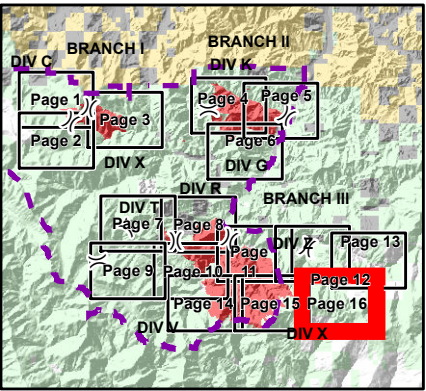 BRANCH I
BRANCH II
DIV C
DIV K
Page 1
Page 3
Page 4
Page 5
Page 2
Page 6
DIV X
DIV G
DIV R
BRANCH III
DIV T
Page 7
Page 8
DIV Z
Page 13
Page
Page 9
Page 10
11
Page 12
Page 14
Page 15
Page 16
DIV V
DIV X